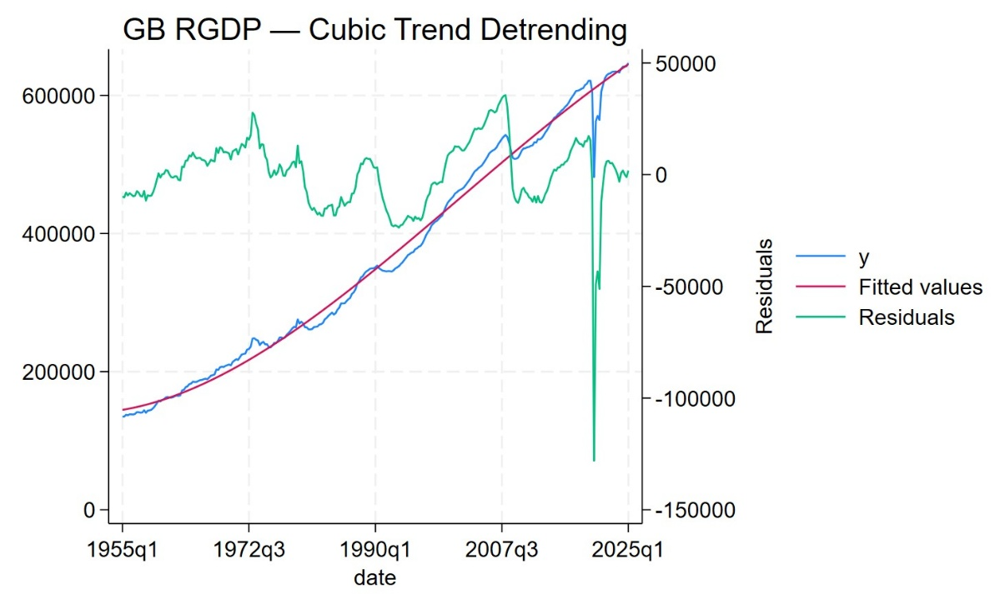 GB RGDP — Cubic Trend Detrending
600000
400000
200000
0
50000
0
-50000
-100000
-150000
Residuals
y
Fitted values
Residuals
1955q1 1972q3 1990q1 2007q3 2025q1
date